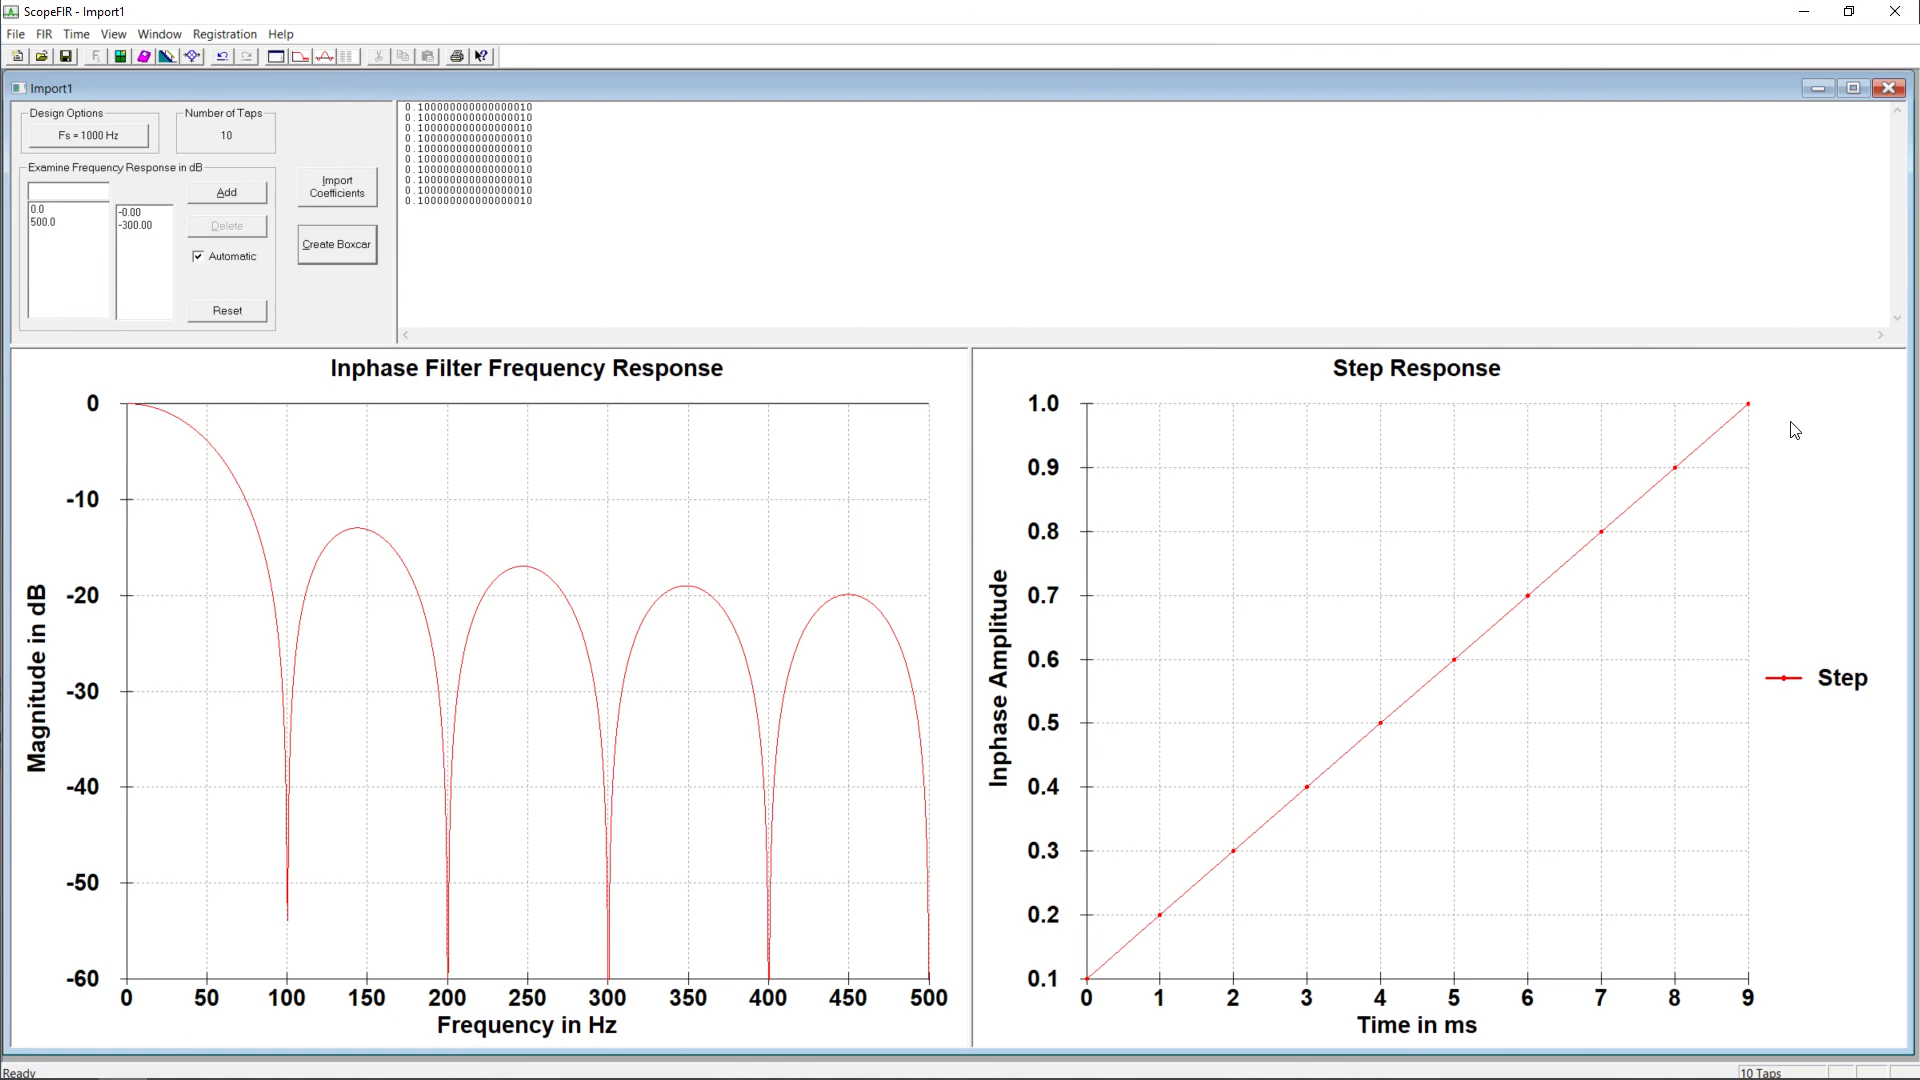 ScopeFIR - Import1
File FIR Time View Window Registration Help
Import1
Design Options
Fs = 1000 Hz
Number of Taps
10
Examine Frequency Response in dB
0.0
500.0
-0.00
-300.00
Add
Delete
Automatic
Reset
Import
Coefficients
Create Boxcar
0.100000000000000010
0.100000000000000010
0.100000000000000010
0.100000000000000010
0.100000000000000010
0.100000000000000010
0.100000000000000010
0.100000000000000010
0.100000000000000010
0.100000000000000010
Inphase Filter Frequency Response
Magnitude in dB
0
-10
-20
-30
-40
-50
-60
0 50 100 150 200 250 300 350 400 450 500
Frequency in Hz
Step Response
Inphase Amplitude
1.0
0.9
0.8
0.7
0.6
0.5
0.4
0.3
0.2
0.1
0 1 2 3 4 5 6 7 8 9
Time in ms
Step
Ready
10 Taps